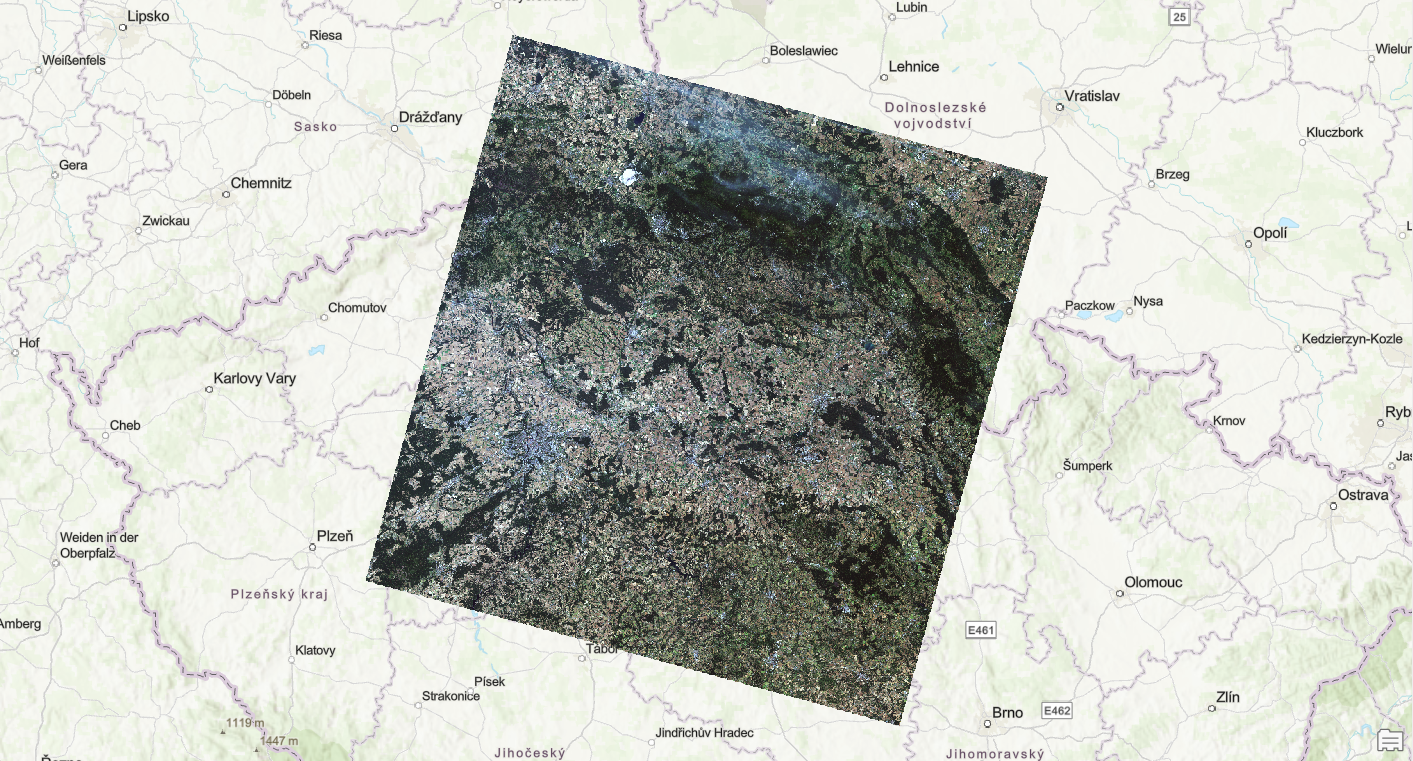 Lipsko
Lubin
25
Riesa
Boleslawiec
Weißenfels
Lehnice
Döbeln
Vratislav
Drážďany
Dolnoslezské
vojvodství
Sasko
Kluczbork
Gera
Chemnitz
Brzeg
Zwickau
Opolí
Chomutov
Paczkow
Nysa
Hof
Kedzierzyn-Kozle
Karlovy Vary
Cheb
Krnov
Šumperk
Ostrava
Plzeň
Weiden in der
Oberpfalz
Olomouc
Plzeňský kraj
Amberg
E461
Klatovy
Tábor
Písek
Strakonice
Zlín
E462
Brno
1119 m
Jindřichův Hradec
1447 m
Jihočeský
Jihomoravský